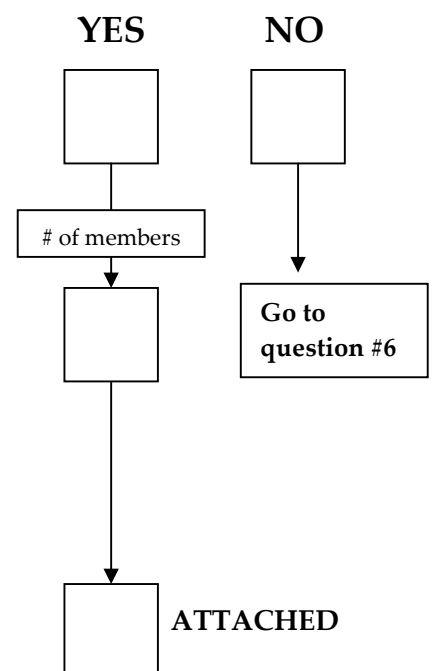 YES NO
# of members
Go to
question #6
ATTACHED